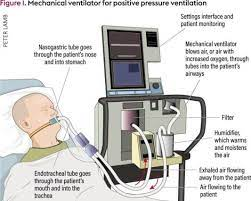 Figure I. Mechanical ventilator for positive pressure ventilation
PETER LAMB
Nasogastric tube goes
through the patient's nose
and into stomach
Settings interface and
patient monitoring
Mechanical ventilator
blows air, or air with
increased oxygen, through
tubes into the patient's
airways
Filter
Humidifier,
which warms
and moistens
the air
Endotracheal tube goes
through the patient's
mouth and into the
trachea
Exhaled air flowing
away from the patient
Air flowing to the
patient